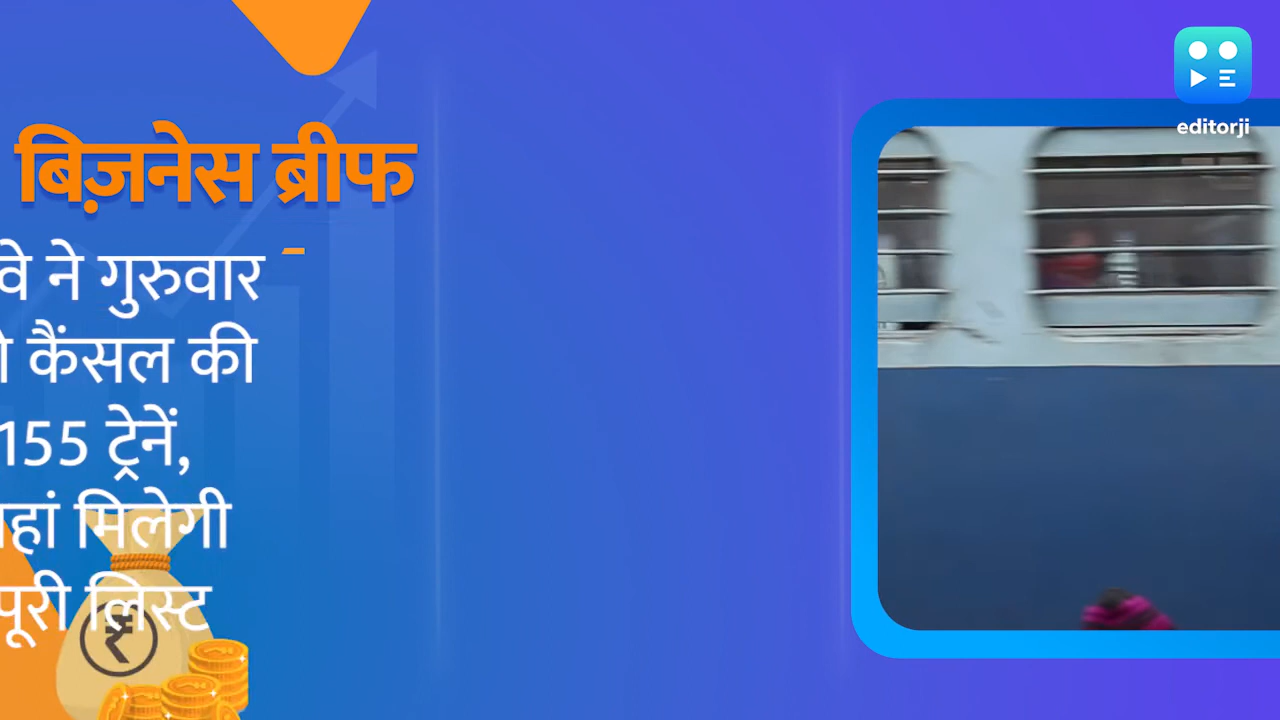 editorji
बिज़नेस ब्रीफ
ने गुरुवार
कैंसल की
155 ट्रेनें,
मिलेगी
पूरी लिस्ट